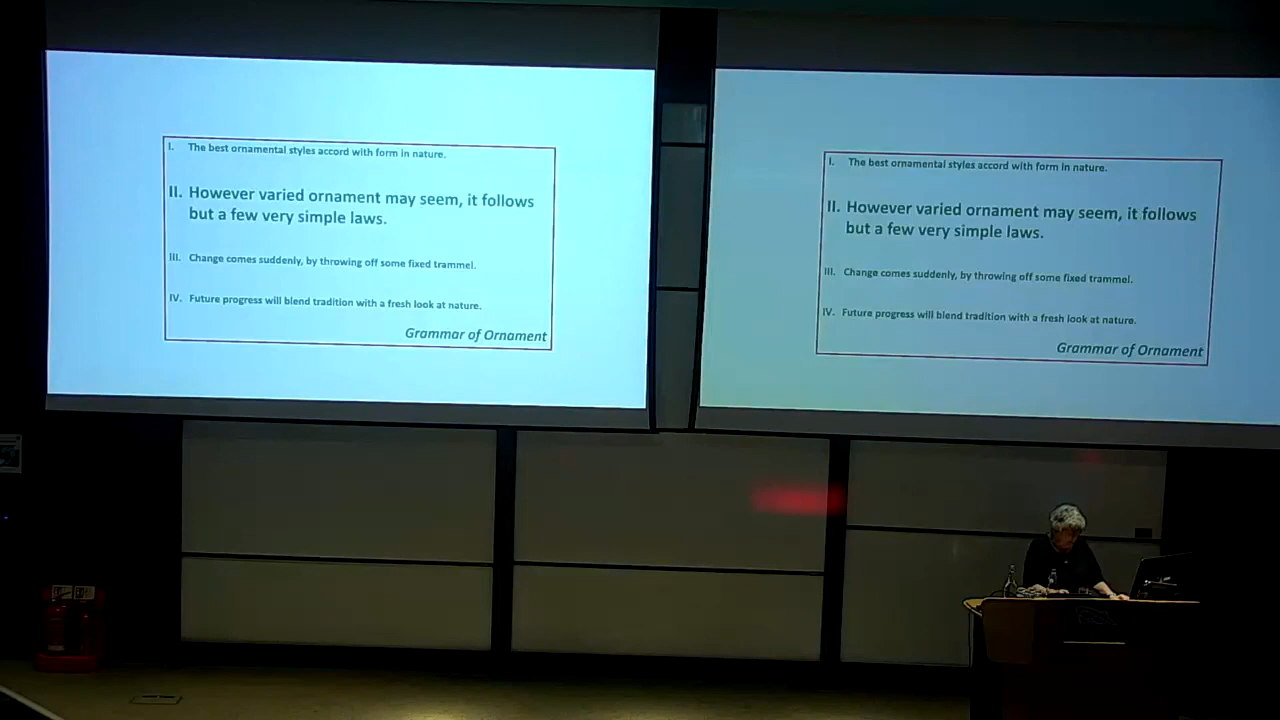 I. The best ornamental styles accord with form in nature.
II. However varied ornament may seem, it follows
but a few very simple laws.
III. Change comes suddenly, by throwing off some fixed trammel.
IV. Future progress will blend tradition with a fresh look at nature.
Grammar of Ornament
I. The best ornamental styles accord with form in nature.
II. However varied ornament may seem, it follows
but a few very simple laws.
III. Change comes suddenly, by throwing off some fixed trammel.
IV. Future progress will blend tradition with a fresh look at nature.
Grammar of Ornament